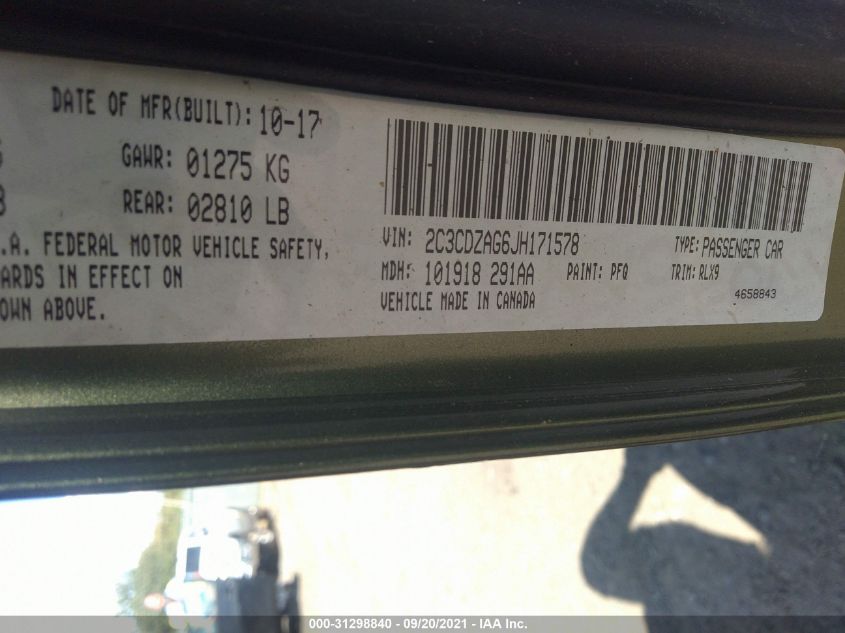 DATE OF MFR(BUILT): 10-17
GAWR: 01275 KG
REAR: 02810 LB
.A. FEDERAL MOTOR VEHICLE SAFETY,
ARDS IN EFFECT ON
OWN ABOVE.
VIN: 2C3CDZAG6JH171578 TYPE: PASSENGER CAR
MDH: 101918 291AA PAINT: PFQ TRIM: RLX9
VEHICLE MADE IN CANADA 4658843
000-31298840 - 09/20/2021 - IAA Inc.